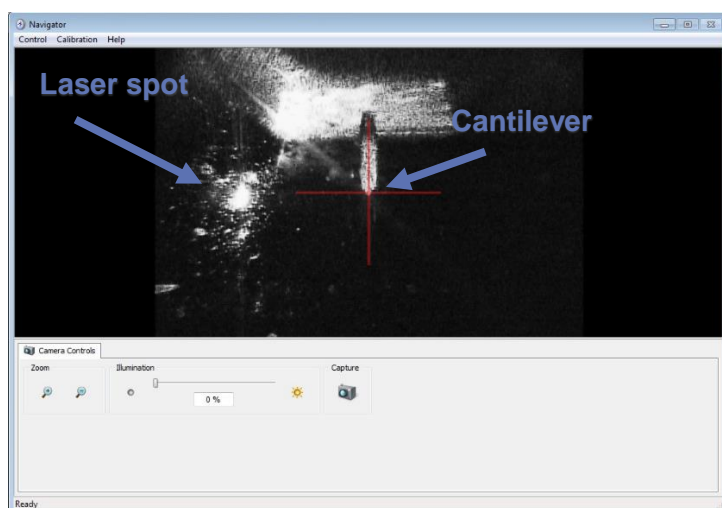 Navigator
Control Calibration Help
Laser spot
Cantilever
Camera Controls
Zoom
Illumination
Capture
0 %
Ready